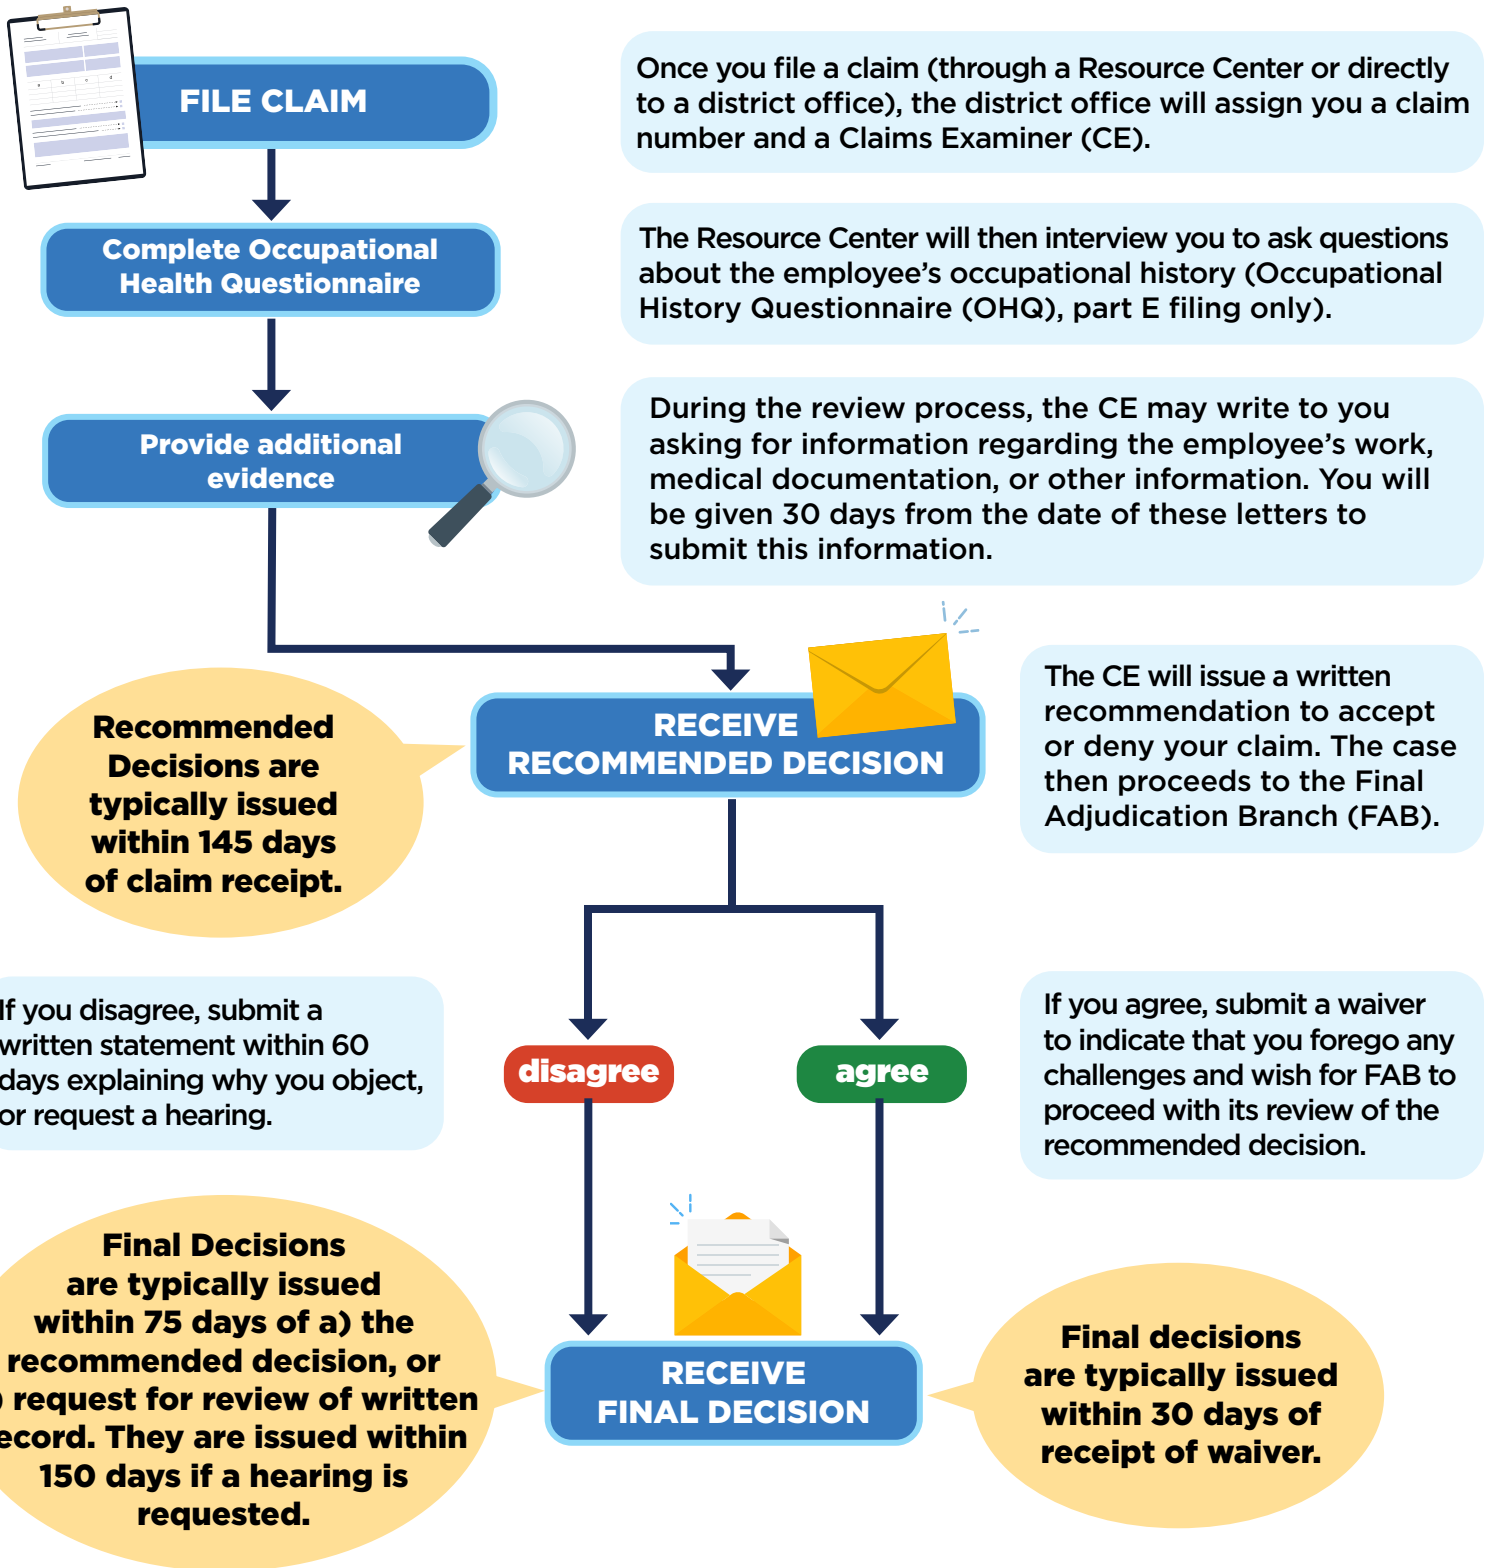 FILE CLAIM
Once you file a claim (through a Resource Center or directly
to a district office), the district office will assign you a claim
number and a Claims Examiner (CE).
Complete Occupational
Health Questionnaire
The Resource Center will then interview you to ask questions
about the employee’s occupational history (Occupational
History Questionnaire (OHQ), part E filing only).
Provide additional
evidence
During the review process, the CE may write to you
asking for information regarding the employee’s work,
medical documentation, or other information. You will
be given 30 days from the date of these letters to
submit this information.
RECEIVE
RECOMMENDED DECISION
The CE will issue a written
recommendation to accept
or deny your claim. The case
then proceeds to the Final
Adjudication Branch (FAB).
Recommended
Decisions are
typically issued
within 145 days
of claim receipt.
If you disagree, submit a
written statement within 60
days explaining why you object,
or request a hearing.
disagree
agree
If you agree, submit a waiver
to indicate that you forego any
challenges and wish for FAB to
proceed with its review of the
recommended decision.
Final Decisions
are typically issued
within 75 days of a) the
recommended decision, or
) request for review of written
ecord. They are issued within
150 days if a hearing is
requested.
RECEIVE
FINAL DECISION
Final decisions
are typically issued
within 30 days of
receipt of waiver.